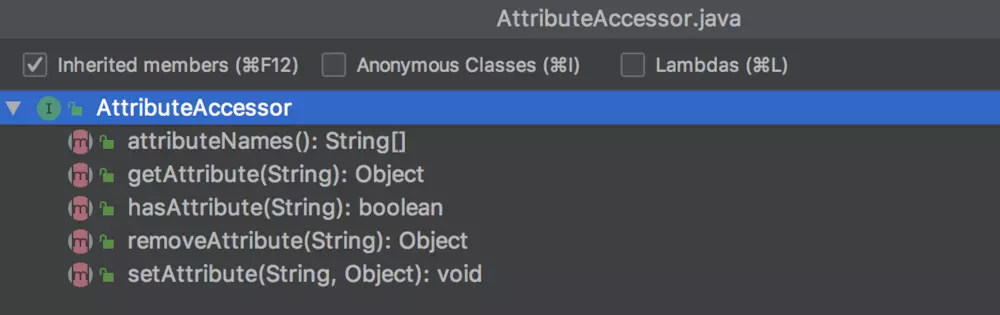 AttributeAccessor.java
Inherited members (⌘F12) Anonymous Classes (⌘I) Lambdas (⌘L)
I AttributeAccessor
m attributeNames(): String[]
m getAttribute(String): Object
m hasAttribute(String): boolean
m removeAttribute(String): Object
m setAttribute(String, Object): void